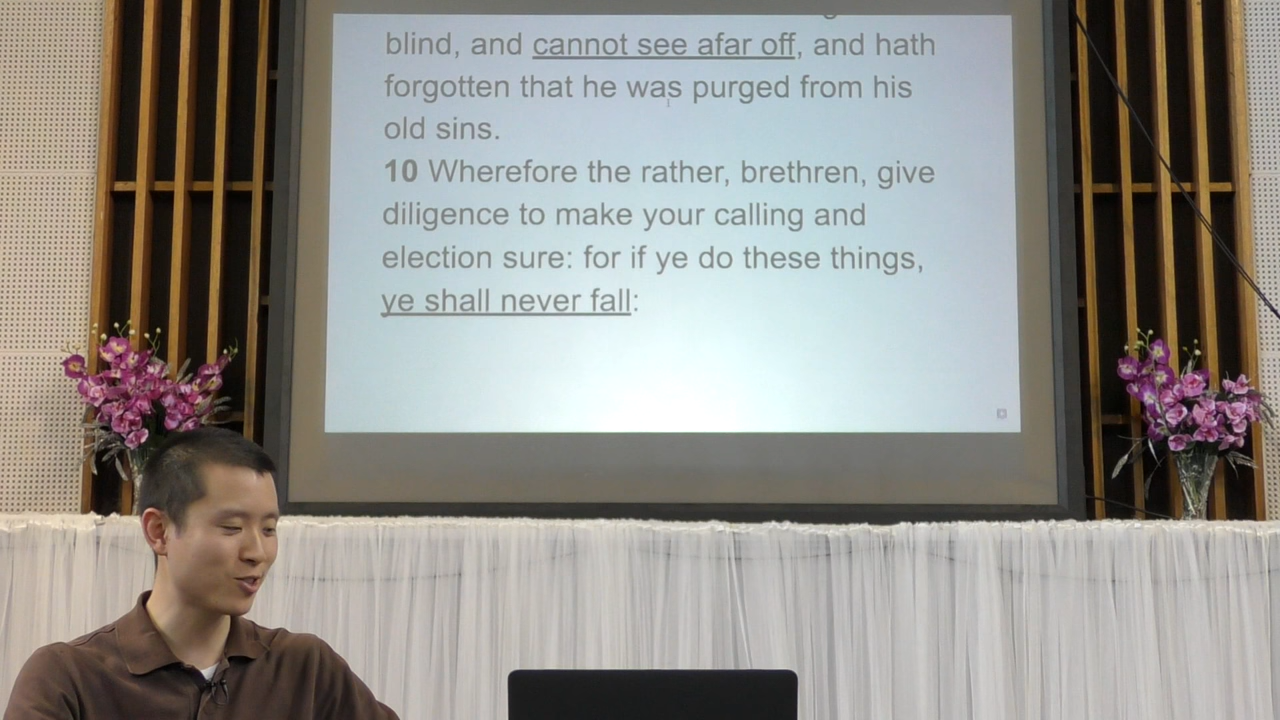 blind, and cannot see afar off, and hath
forgotten that he was purged from his
old sins.
10 Wherefore the rather, brethren, give
diligence to make your calling and
election sure: for if ye do these things,
ye shall never fall: